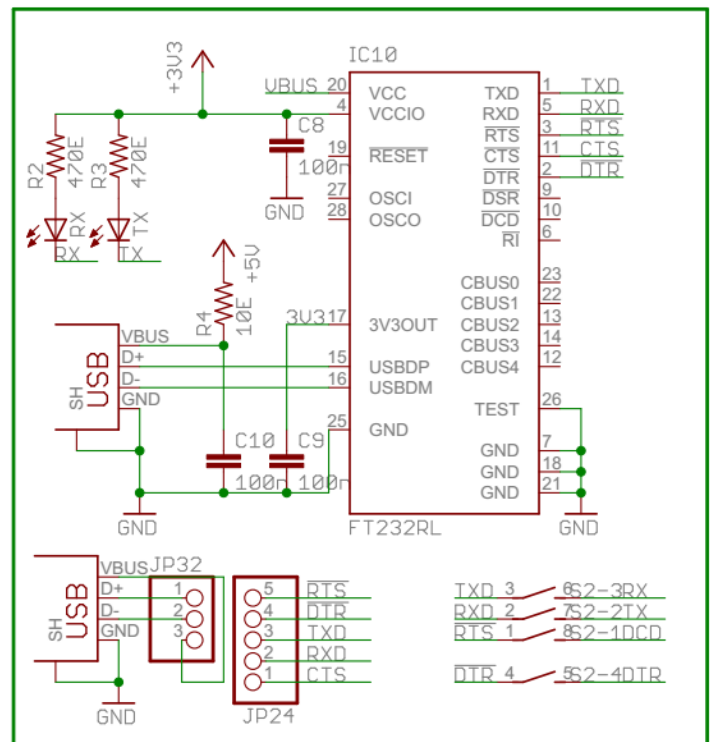 IC10
+3V3
VBUS 20 VCC TXD 1 TXD
4 VCCIO RXD 5 RXD
RTS 3 RTS
C8
100n
19 RESET CTS 11 CTS
DTR 2 DTR
R2 470E R3 470E
27 OSCI DSR 9
28 OSCO DCD 10
GND
RI 6
RX TX
RX TX
+5V
CBUS0 23
CBUS1 22
R4 10E
3V3 17 3V3OUT CBUS2 13
CBUS3 14
CBUS4 12
USB
SH
VBUS
D+ 15 USBDP
D- 16 USBDM
GND
TEST 26
25 GND
C10 C9
100n 100n
GND 7
GND 18
GND 21
GND
GND
FT232RL
USB
SH
VBUS
D+
D-
GND
GND
JP32
1
2
3
5 RTS
4 DTR
3 TXD
2 RXD
1 CTS
JP24
TXD 3 6 S2-3RX
RXD 2 7 S2-2TX
RTS 1 8 S2-1DCD
DTR 4 5 S2-4DTR